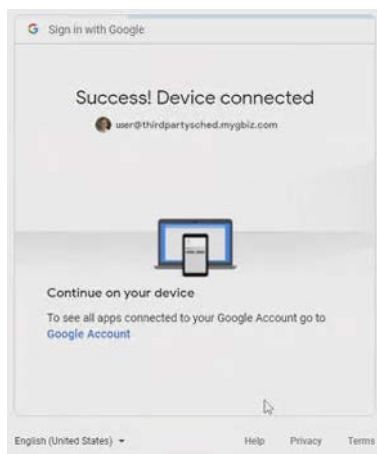 Sign in with Google
Success! Device connected
user@thirdpartysched.mygbiz.com
Continue on your device
To see all apps connected to your Google Account go to
Google Account
English (United States)
Help Privacy Terms